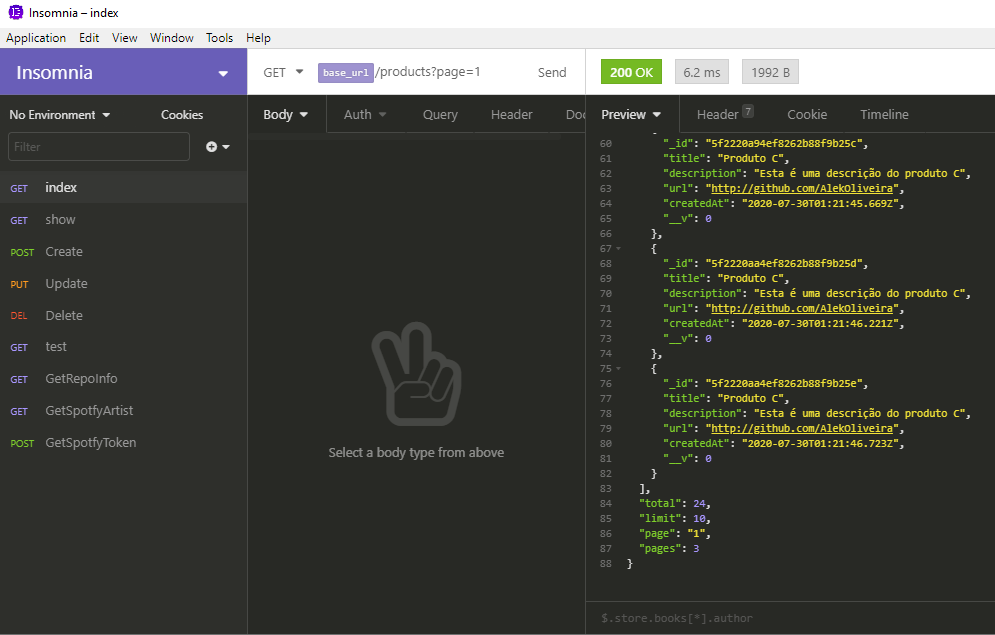 Insomnia – index
Application Edit View Window Tools Help
Insomnia
GET base_url/products?page=1 Send
200 OK 6.2 ms 1992 B
No Environment Cookies
Body Auth Query Header Doc
Preview Header 7 Cookie Timeline
Filter
GET index
GET show
POST Create
PUT Update
DEL Delete
GET test
GET GetRepoInfo
GET GetSpotfyArtist
POST GetSpotfyToken
Select a body type from above
60 "_id": "5f2220a94ef8262b88f9b25c",
61 "title": "Produto C",
62 "description": "Esta é uma descrição do produto C",
63 "url": "http://github.com/AlekOliveira",
64 "createdAt": "2020-07-30T01:21:45.669Z",
65 "__v": 0
66 },
67 {
68 "_id": "5f2220aa4ef8262b88f9b25d",
69 "title": "Produto C",
70 "description": "Esta é uma descrição do produto C",
71 "url": "http://github.com/AlekOliveira",
72 "createdAt": "2020-07-30T01:21:46.221Z",
73 "__v": 0
74 },
75 {
76 "_id": "5f2220aa4ef8262b88f9b25e",
77 "title": "Produto C",
78 "description": "Esta é uma descrição do produto C",
79 "url": "http://github.com/AlekOliveira",
80 "createdAt": "2020-07-30T01:21:46.723Z",
81 "__v": 0
82 }
83 ],
84 "total": 24,
85 "limit": 10,
86 "page": "1",
87 "pages": 3
88 }
$.store.books[*].author